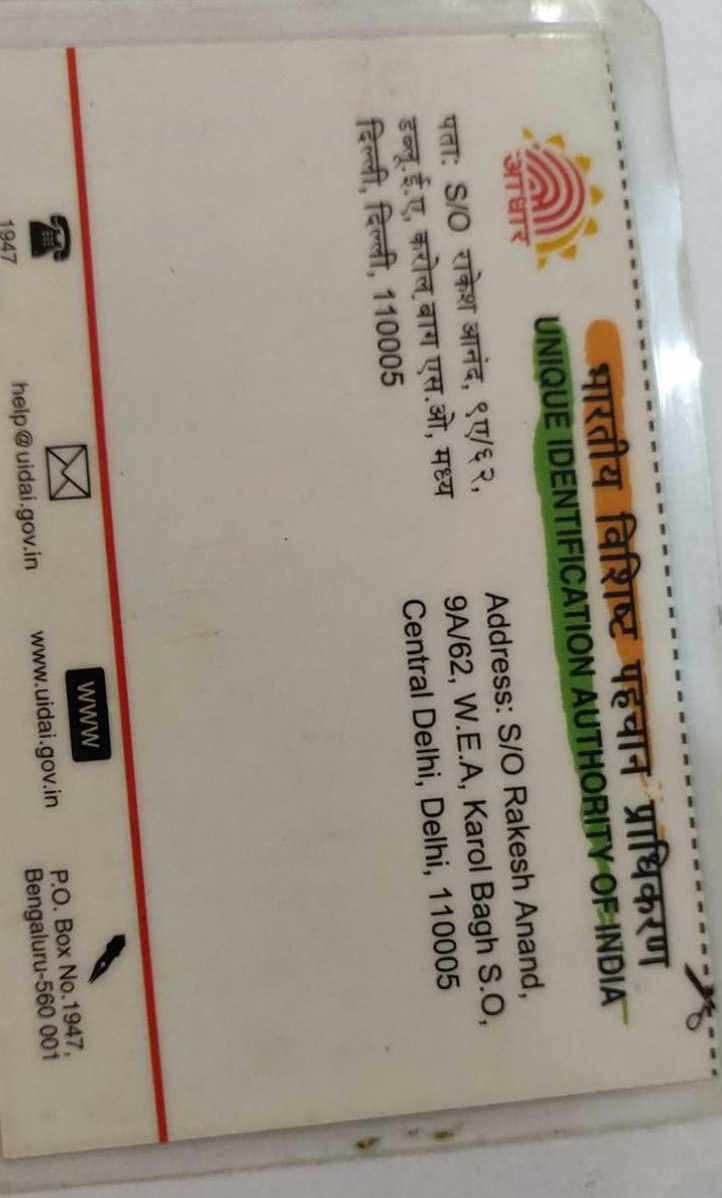 भारतीय विशिष्ट पहचान प्राधिकरण
UNIQUE IDENTIFICATION AUTHORITY OF INDIA
आधार
पता: S/O राकेश आनंद, ९ए/६२,
डब्लू.ई.ए, करोल बाग एस.ओ, मध्य
दिल्ली, दिल्ली, 110005
Address: S/O Rakesh Anand,
9A/62, W.E.A, Karol Bagh S.O,
Central Delhi, Delhi, 110005
1947
help@uidai.gov.in
WWW
www.uidai.gov.in
P.O. Box No.1947,
Bengaluru-560 001